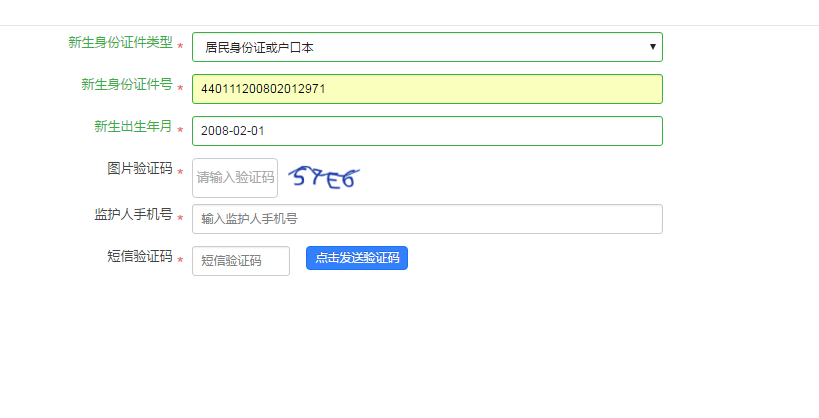 新生身份证件类型 * 居民身份证或户口本
新生身份证件号 * 440111200802012971
新生出生年月 * 2008-02-01
图片验证码 * 请输入验证码
监护人手机号 * 输入监护人手机号
短信验证码 * 短信验证码 点击发送验证码